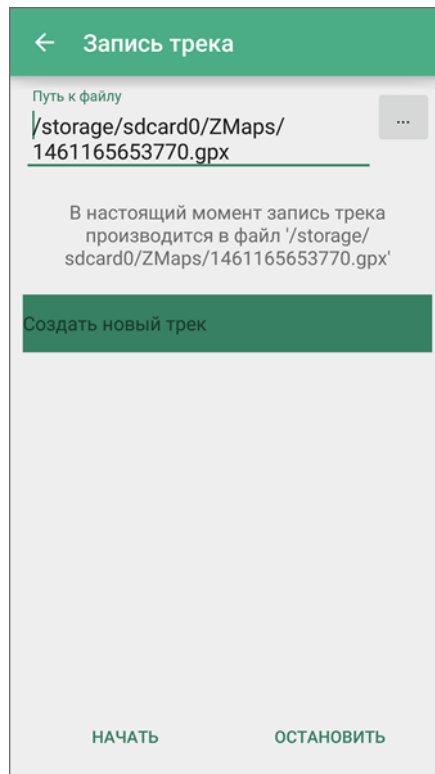 Запись трека
Путь к файлу
/storage/sdcard0/ZMaps/
1461165653770.gpx
...
В настоящий момент запись трека
производится в файл '/storage/
sdcard0/ZMaps/1461165653770.gpx'
Создать новый трек
НАЧАТЬ
ОСТАНОВИТЬ